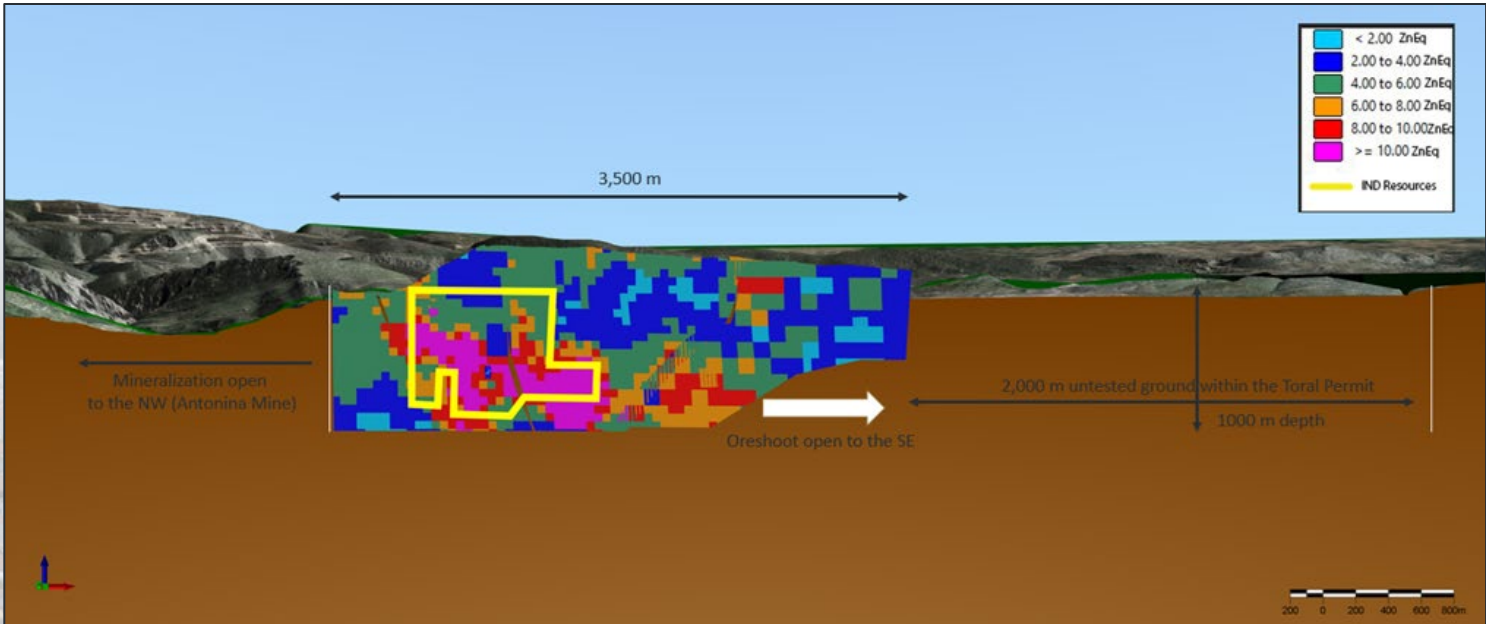 < 2.00 ZnEq
2.00 to 4.00 ZnEq
4.00 to 6.00 ZnEq
6.00 to 8.00 ZnEq
8.00 to 10.00ZnEq
>= 10.00 ZnEq
IND Resources
3,500 m
Mineralization open
to the NW (Antonina Mine)
2,000 m untested ground within the Toral Permit
1000 m depth
Oreshoot open to the SE
200 0 200 400 600 800m